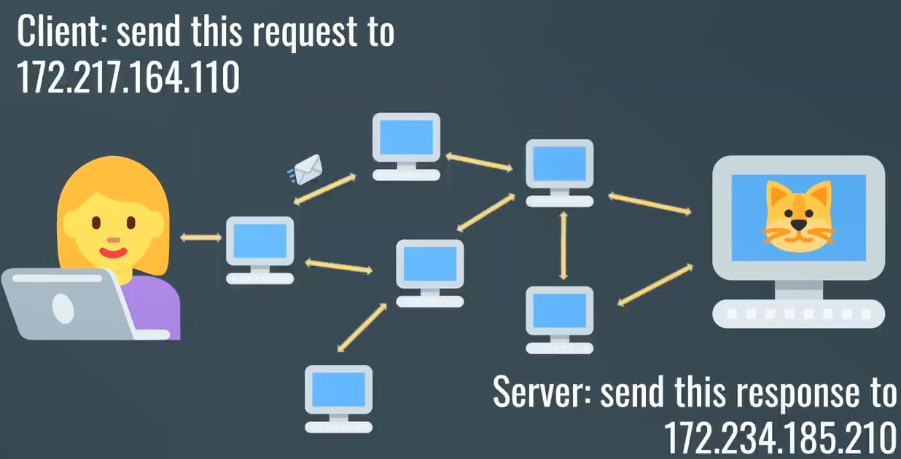 Client: send this request to
172.217.164.110
Server: send this response to
172.234.185.210